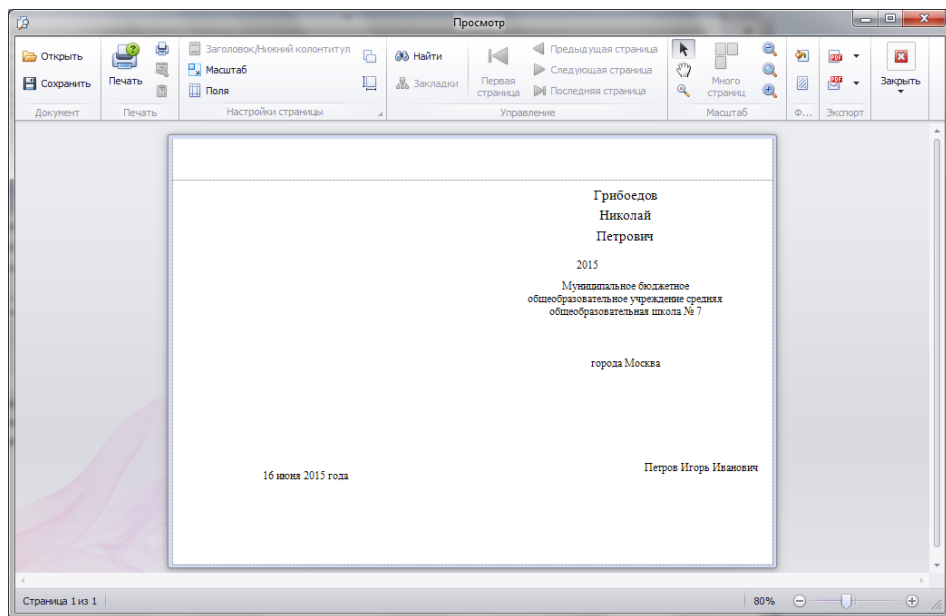 Просмотр
Открыть
Сохранить
Документ
Печать
Печать
Заголовок/Нижний колонтитул
Масштаб
Поля
Настройки страницы
Найти
Закладки
Первая
страница
Предыдущая страница
Следующая страница
Последняя страница
Управление
Много
страниц
Масштаб
Ф...
PDF
PDF
Экспорт
Закрыть
Грибоедов
Николай
Петрович
2015
Муниципальное бюджетное
общеобразовательное учреждение средняя
общеобразовательная школа № 7
города Москва
16 июня 2015 года
Петров Игорь Иванович
Страница 1 из 1
80%